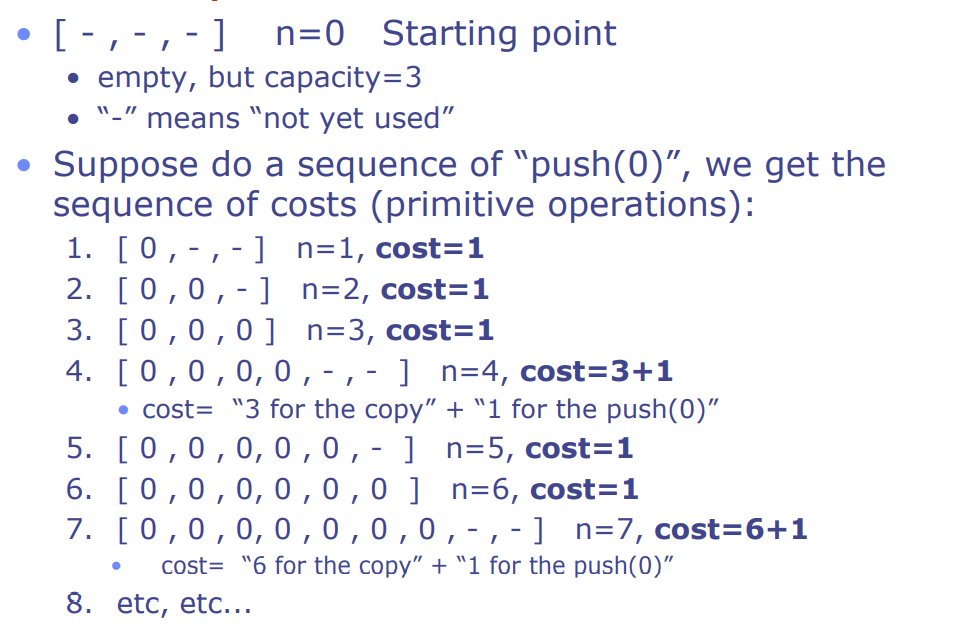 • [ - , - , - ] n=0 Starting point
• empty, but capacity=3
• “-” means “not yet used”
• Suppose do a sequence of “push(0)”, we get the
sequence of costs (primitive operations):
1. [ 0 , - , - ] n=1, cost=1
2. [ 0 , 0 , - ] n=2, cost=1
3. [ 0 , 0 , 0 ] n=3, cost=1
4. [ 0 , 0 , 0, 0 , - , - ] n=4, cost=3+1
• cost= “3 for the copy” + “1 for the push(0)”
5. [ 0 , 0 , 0, 0 , 0 , - ] n=5, cost=1
6. [ 0 , 0 , 0, 0 , 0 , 0 ] n=6, cost=1
7. [ 0 , 0 , 0, 0 , 0 , 0 , 0 , - , - ] n=7, cost=6+1
• cost= “6 for the copy” + “1 for the push(0)”
8. etc, etc...